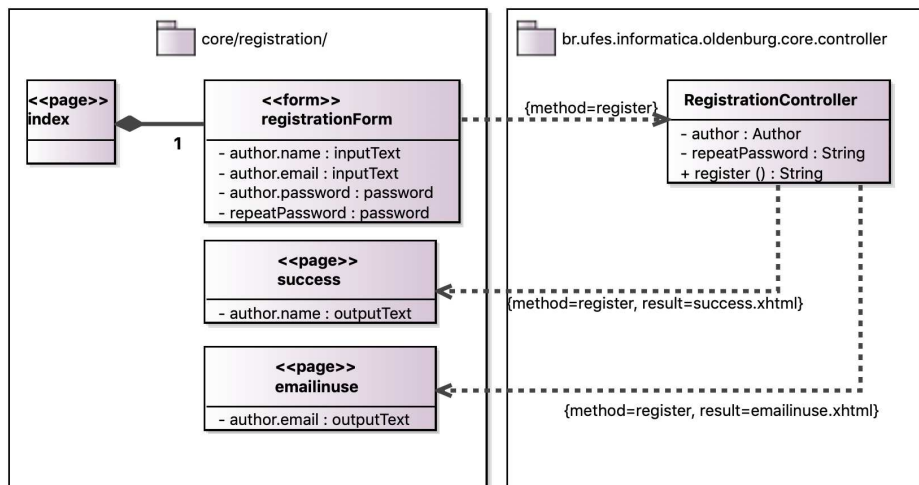 core/registration/
<<page>>
index
1
<<form>>
registrationForm
- author.name : inputText
- author.email : inputText
- author.password : password
- repeatPassword : password
<<page>>
success
- author.name : outputText
<<page>>
emailinuse
- author.email : outputText
br.ufes.informatica.oldenburg.core.controller
{method=register}
RegistrationController
- author : Author
- repeatPassword : String
+ register () : String
{method=register, result=success.xhtml}
{method=register, result=emailinuse.xhtml}